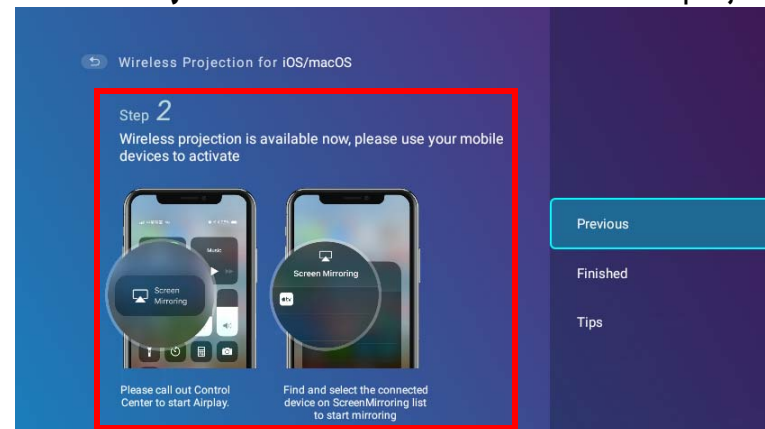 Wireless Projection for iOS/macOS
Step 2
Wireless projection is available now, please use your mobile
devices to activate
Music
Screen
Mirroring
Screen Mirroring
tv
Please call out Control
Center to start Airplay.
Find and select the connected
device on ScreenMirroring list
to start mirroring
Previous
Finished
Tips